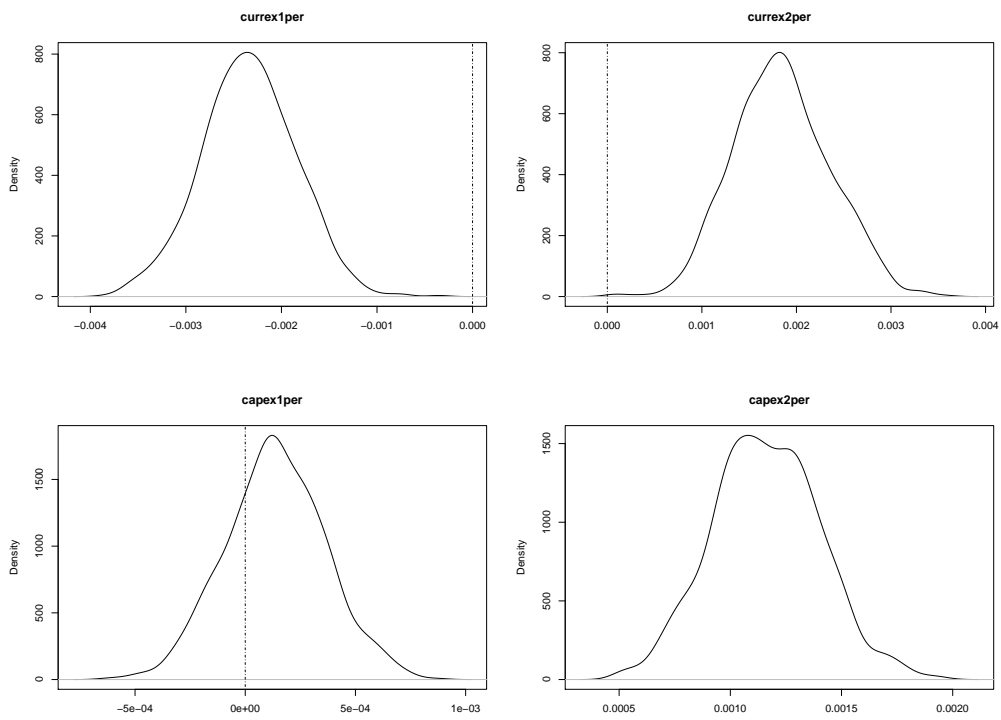 currex1per
Density
0
200
400
600
800
−0.004
−0.003
−0.002
−0.001
0.000
currex2per
Density
0
200
400
600
800
0.000
0.001
0.002
0.003
0.004
capex1per
Density
0
500
1000
1500
−5e−04
0e+00
5e−04
1e−03
capex2per
Density
0
500
1000
1500
0.0005
0.0010
0.0015
0.0020